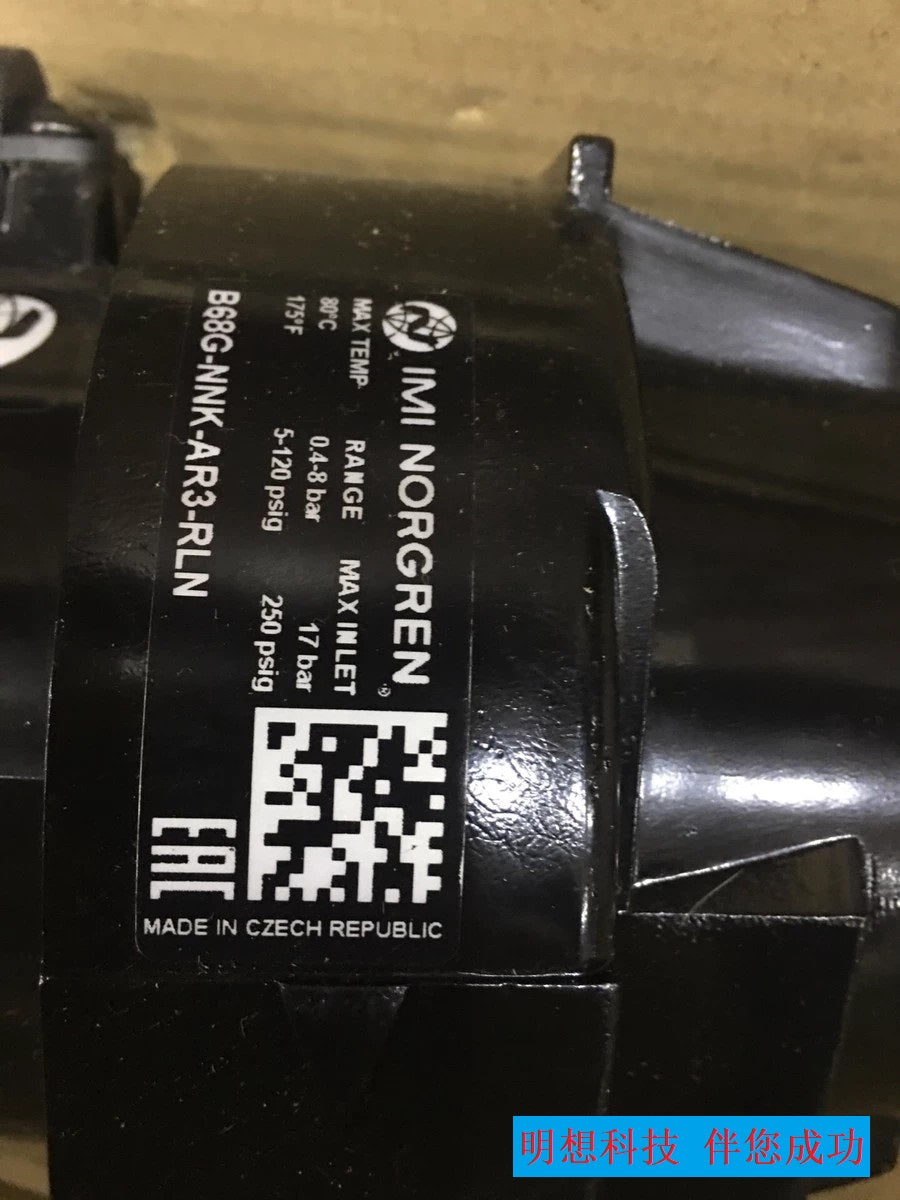 IMI NORGREN®
MAX TEMP RANGE MAX INLET
80°C 0.4-8 bar 17 bar
175°F 5-120 psig 250 psig
B68G-NNK-AR3-RLN
EAC
MADE IN CZECH REPUBLIC
明想科技 伴您成功